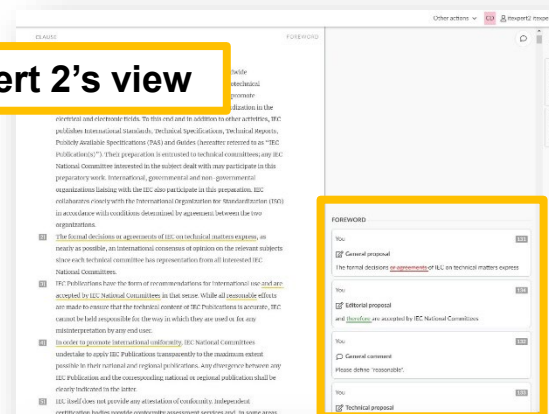 Other actions
CD
CLAUSE
FOREWORD
ert 2's view
electrical and electronic fields. To this end and in addition to other activities, IEC
publishes International Standards, Technical Specifications, Technical Reports,
Publicly Available Specifications (PAS) and Guides (hereafter referred to as "IEC
Publication(s)"). Their preparation is entrusted to technical committees; any IEC
National Committee interested in the subject dealt with may participate in this
preparatory work. International, governmental and non-governmental
organizations liaising with the IEC also participate in this preparation. IEC
collaborates closely with the International Organization for Standardization (ISO)
in accordance with conditions determined by agreement between the two
organizations.
The formal decisions or agreements of IEC on technical matters express, as
nearly as possible, an international consensus of opinion on the relevant subjects
since each technical committee has representation from all interested IEC
National Committees.
IEC Publications have the form of recommendations for international use and are
accepted by IEC National Committees in that sense. While all reasonable efforts
are made to ensure that the technical content of IEC Publications is accurate, IEC
cannot be held responsible for the way in which they are used or for any
misinterpretation by any end user.
In order to promote international uniformity, IEC National Committees
undertake to apply IEC Publications transparently to the maximum extent
possible in their national and regional publications. Any divergence between any
IEC Publication and the corresponding national or regional publication shall be
clearly indicated in the latter.
IEC itself does not provide any attestation of conformity. Independent
certification bodies provide conformity assessment services and, in some areas,
FOREWORD
You
General proposal
The formal decisions or agreements of IEC on technical matters express
You
Editorial proposal
and therefore are accepted by IEC National Committees
You
General comment
Please define "reasonable".
You
Technical proposal